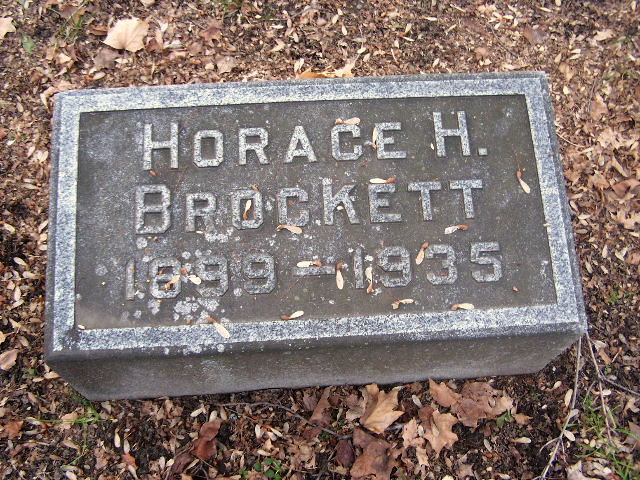 HORACE H.
BROCKETT
1899 – 1935